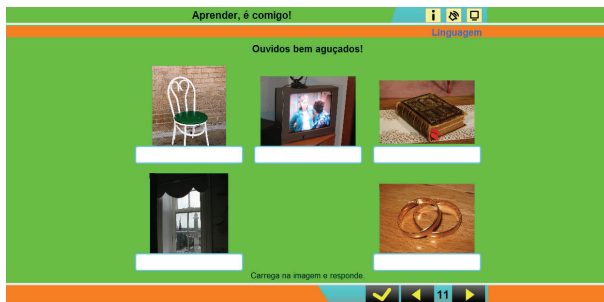 Aprender, é comigo!
i
Linguagem
Ouvidos bem aguçados!
Carrega na imagem e responde
11